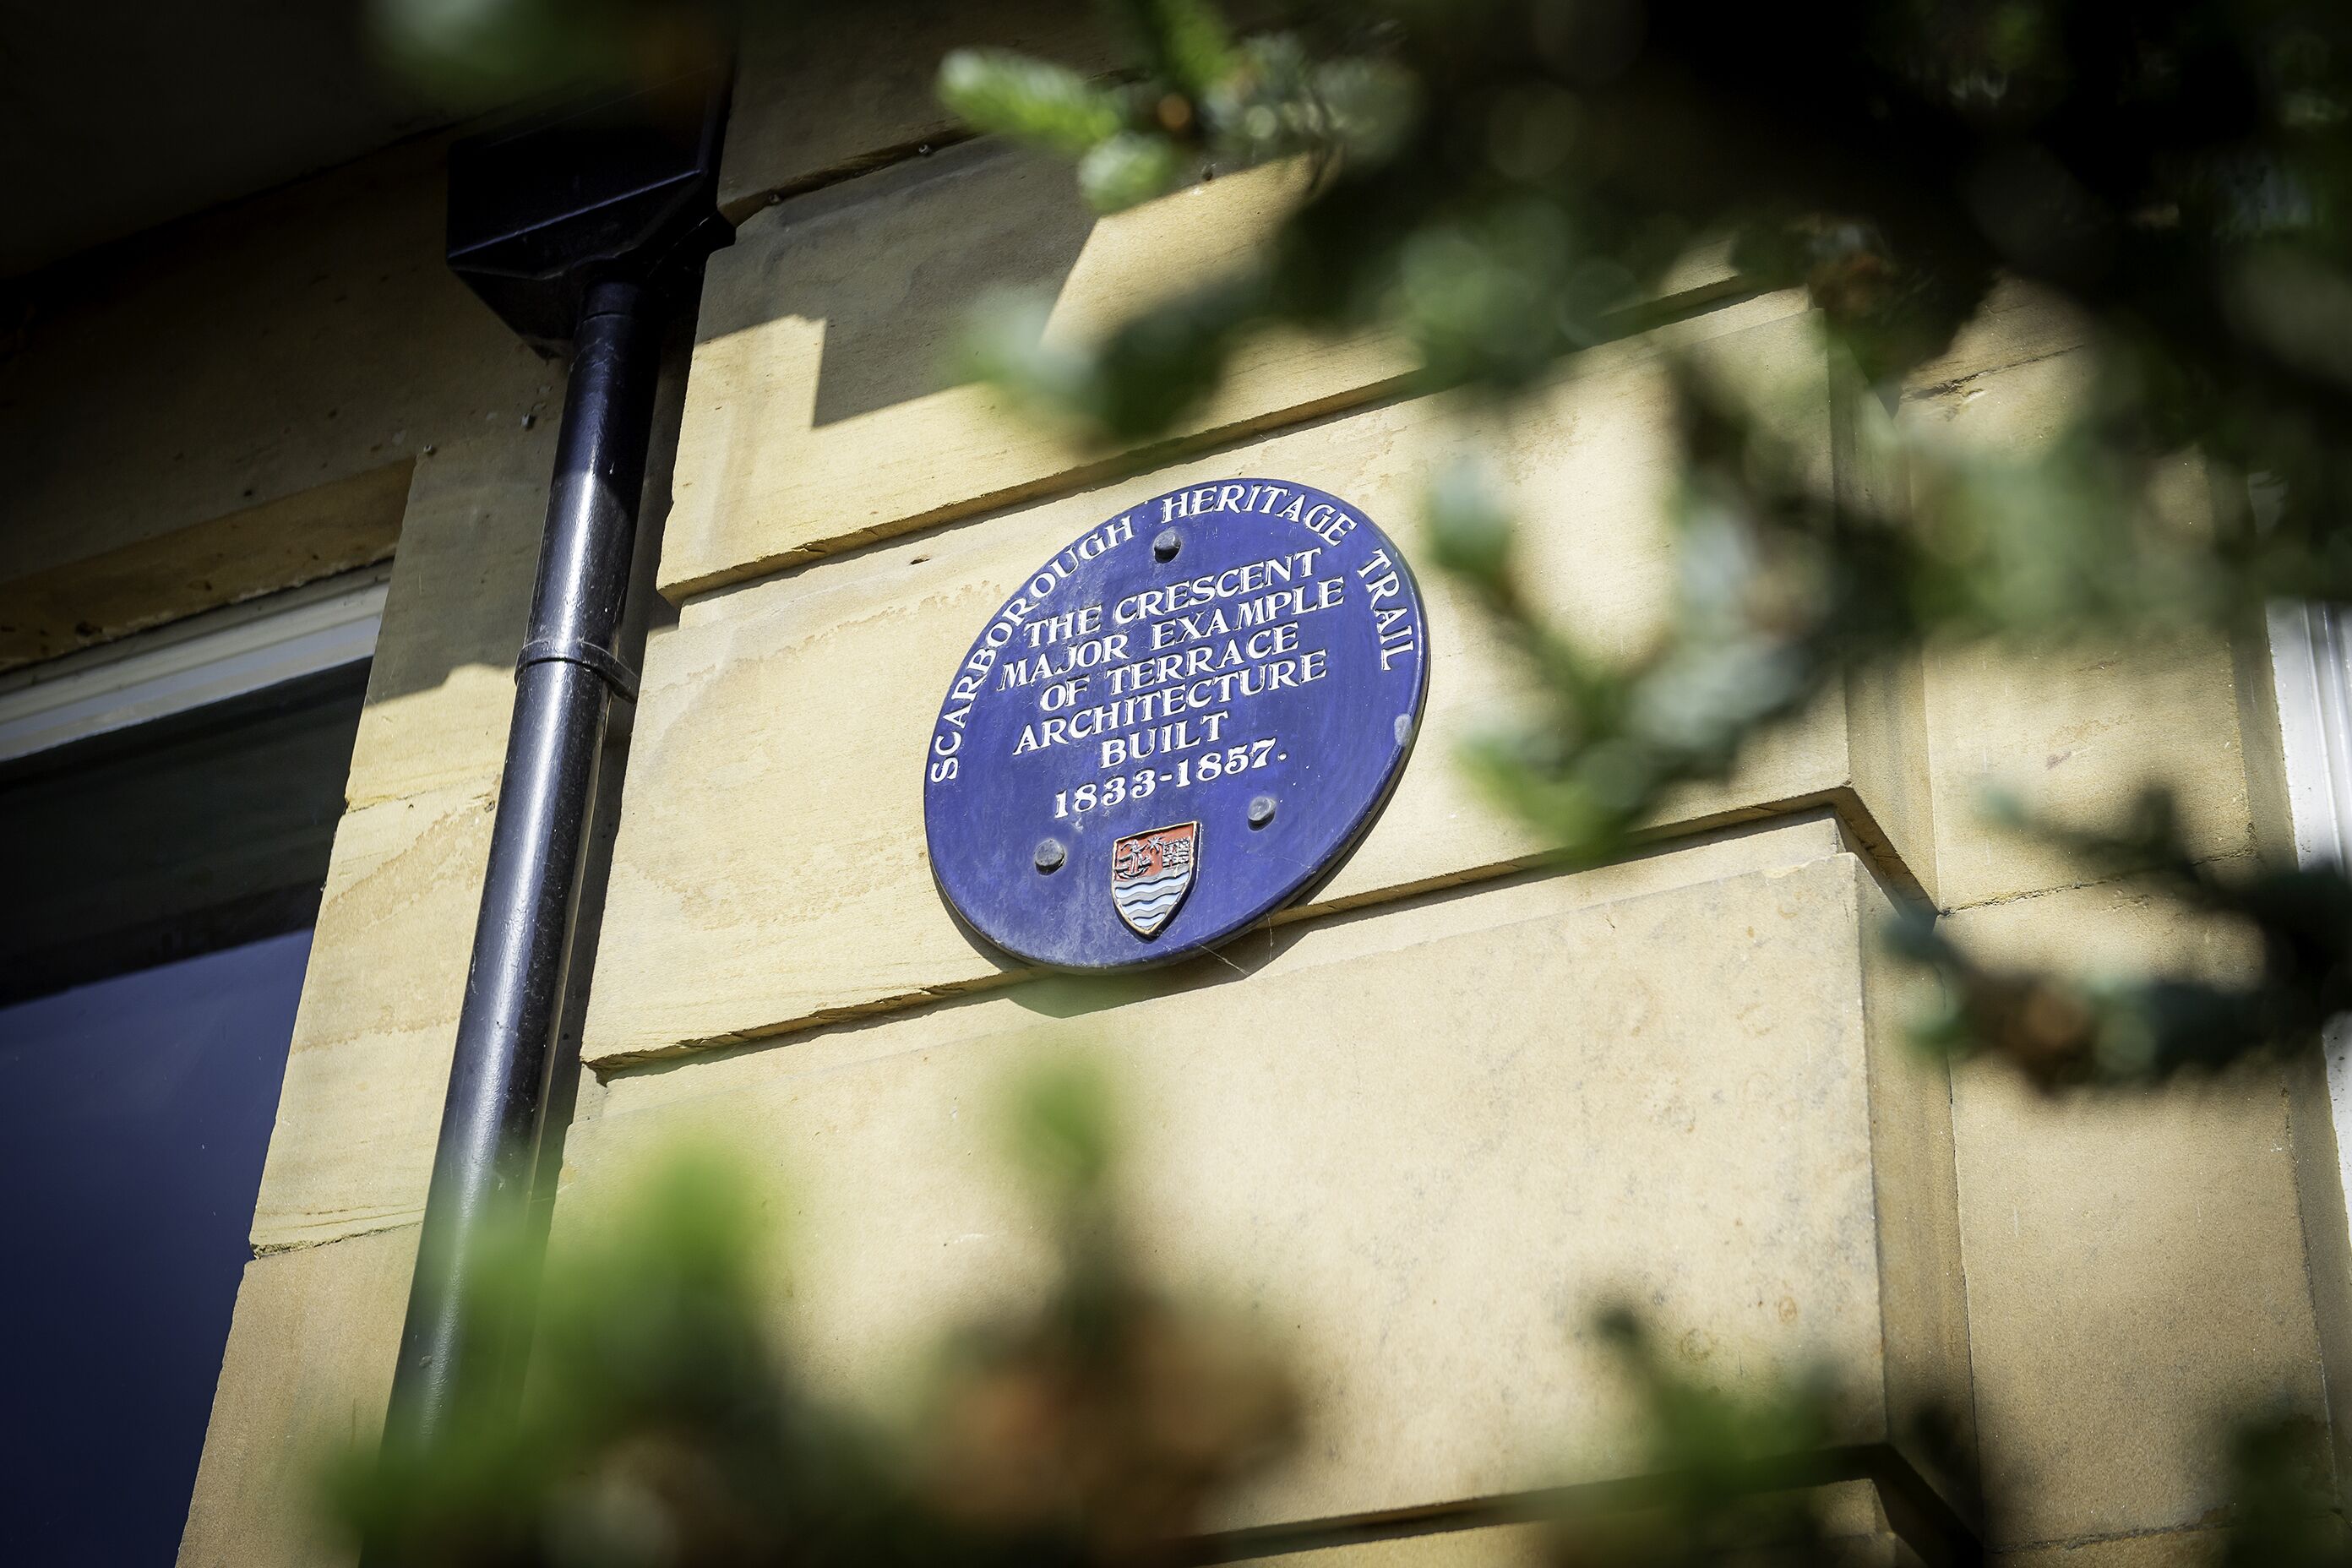 SCARBOROUGH HERITAGE TRAIL
THE CRESCENT
MAJOR EXAMPLE
OF TERRACE
ARCHITECTURE
BUILT
1833-1857.